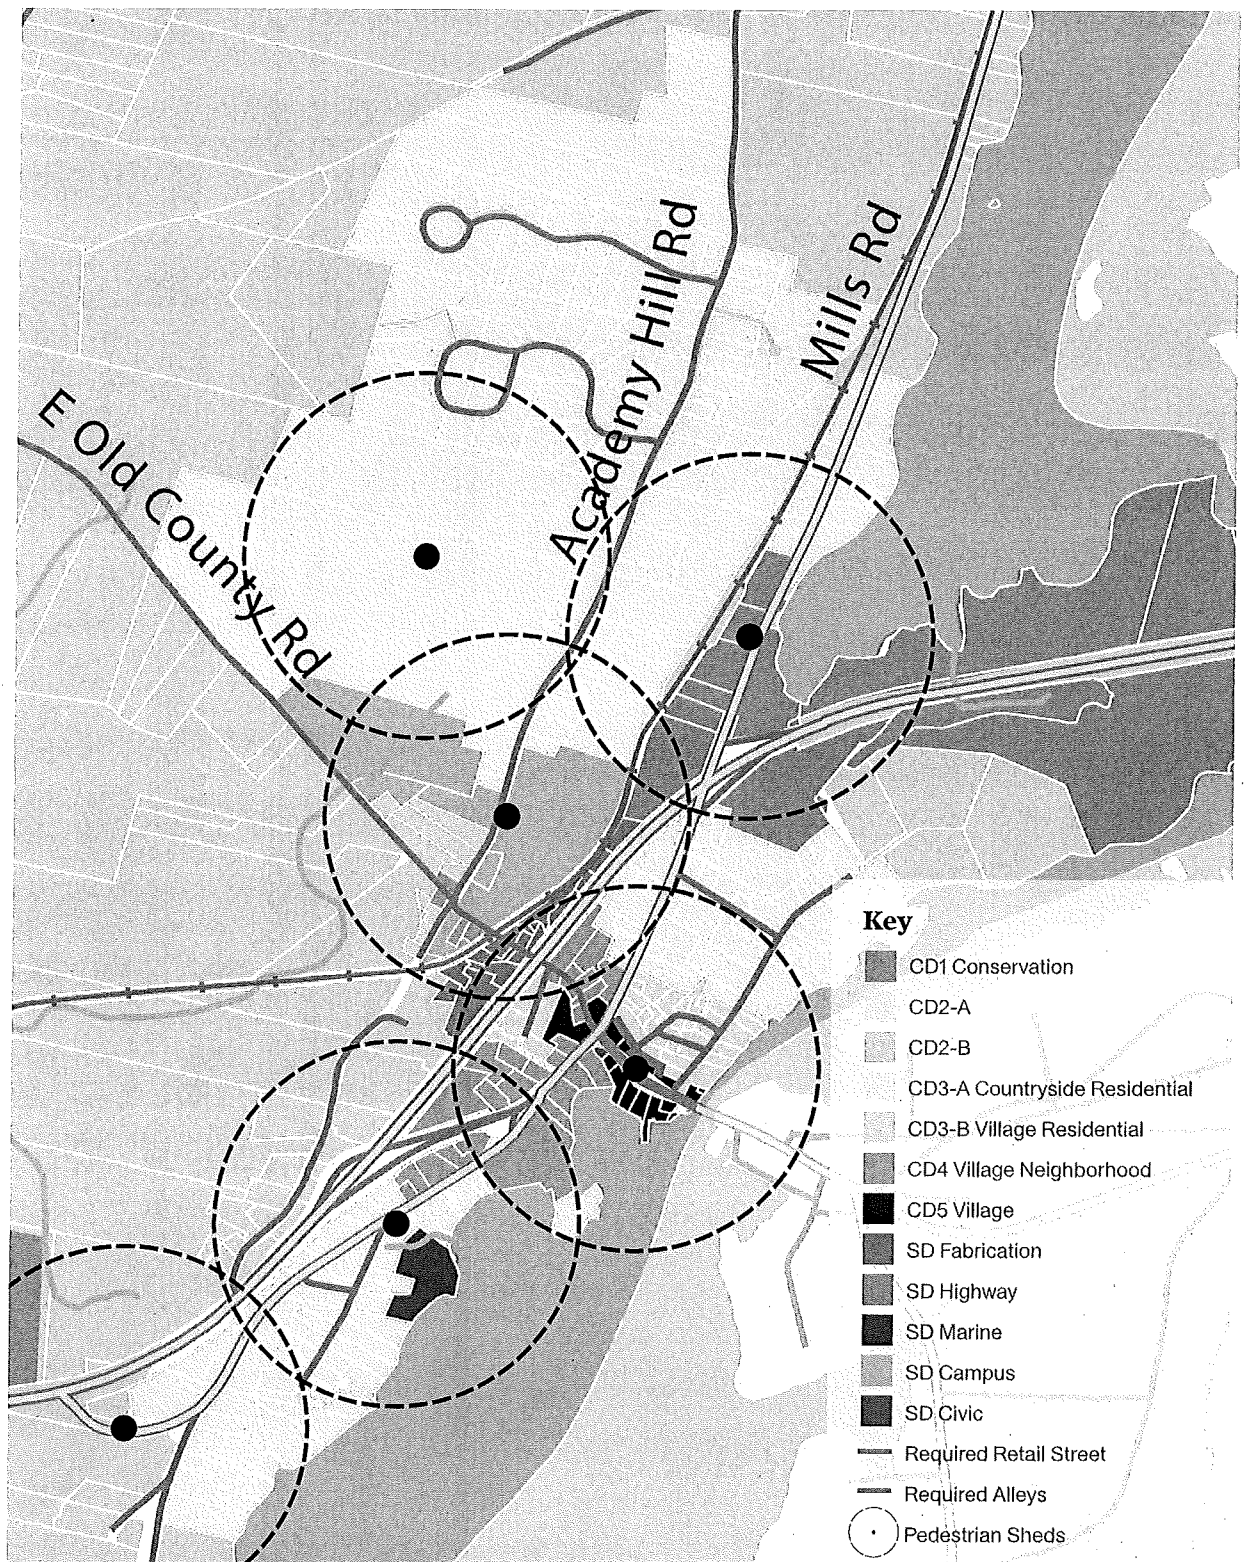 Academy Hill Rd
Mills Rd
E Old County Rd
Key
CD1 Conservation
CD2-A
CD2-B
CD3-A Countryside Residential
CD3-B Village Residential
CD4 Village Neighborhood
CD5 Village
SD Fabrication
SD Highway
SD Marine
SD Campus
SD Civic
Required Retail Street
Required Alleys
Pedestrian Sheds